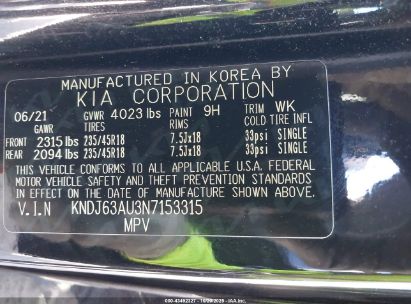 MANUFACTURED IN KOREA BY
KIA CORPORATION
06/21 GVWR 4023 lbs PAINT 9H TRIM WK
GAWR TIRES RIMS COLD TIRE INFL
FRONT 2315 lbs 235/45R18 7.5Jx18 33psi SINGLE
REAR 2094 lbs 235/45R18 7.5Jx18 33psi SINGLE
THIS VEHICLE CONFORMS TO ALL APPLICABLE U.S.A. FEDERAL
MOTOR VEHICLE SAFETY AND THEFT PREVENTION STANDARDS
IN EFFECT ON THE DATE OF MANUFACTURE SHOWN ABOVE.
V.I.N KNDJ63AU3N7153315
MPV